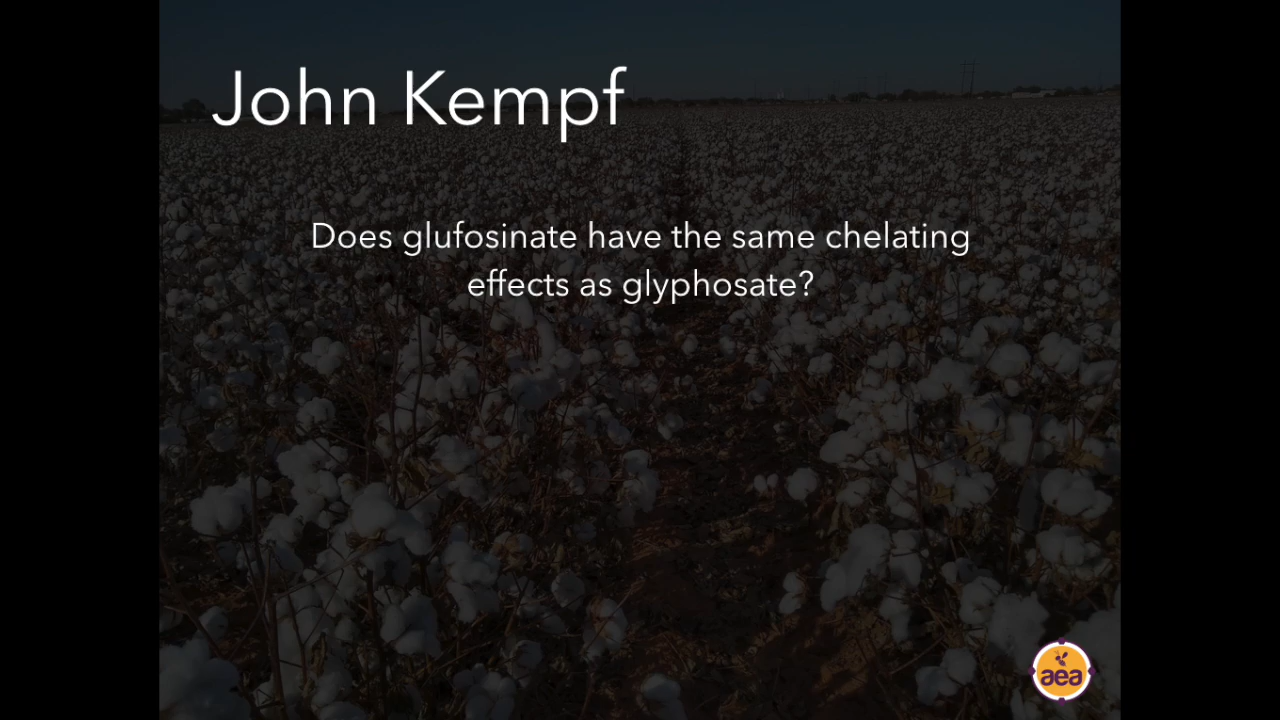 John Kempf
Does glufosinate have the same chelating
effects as glyphosate?
aea